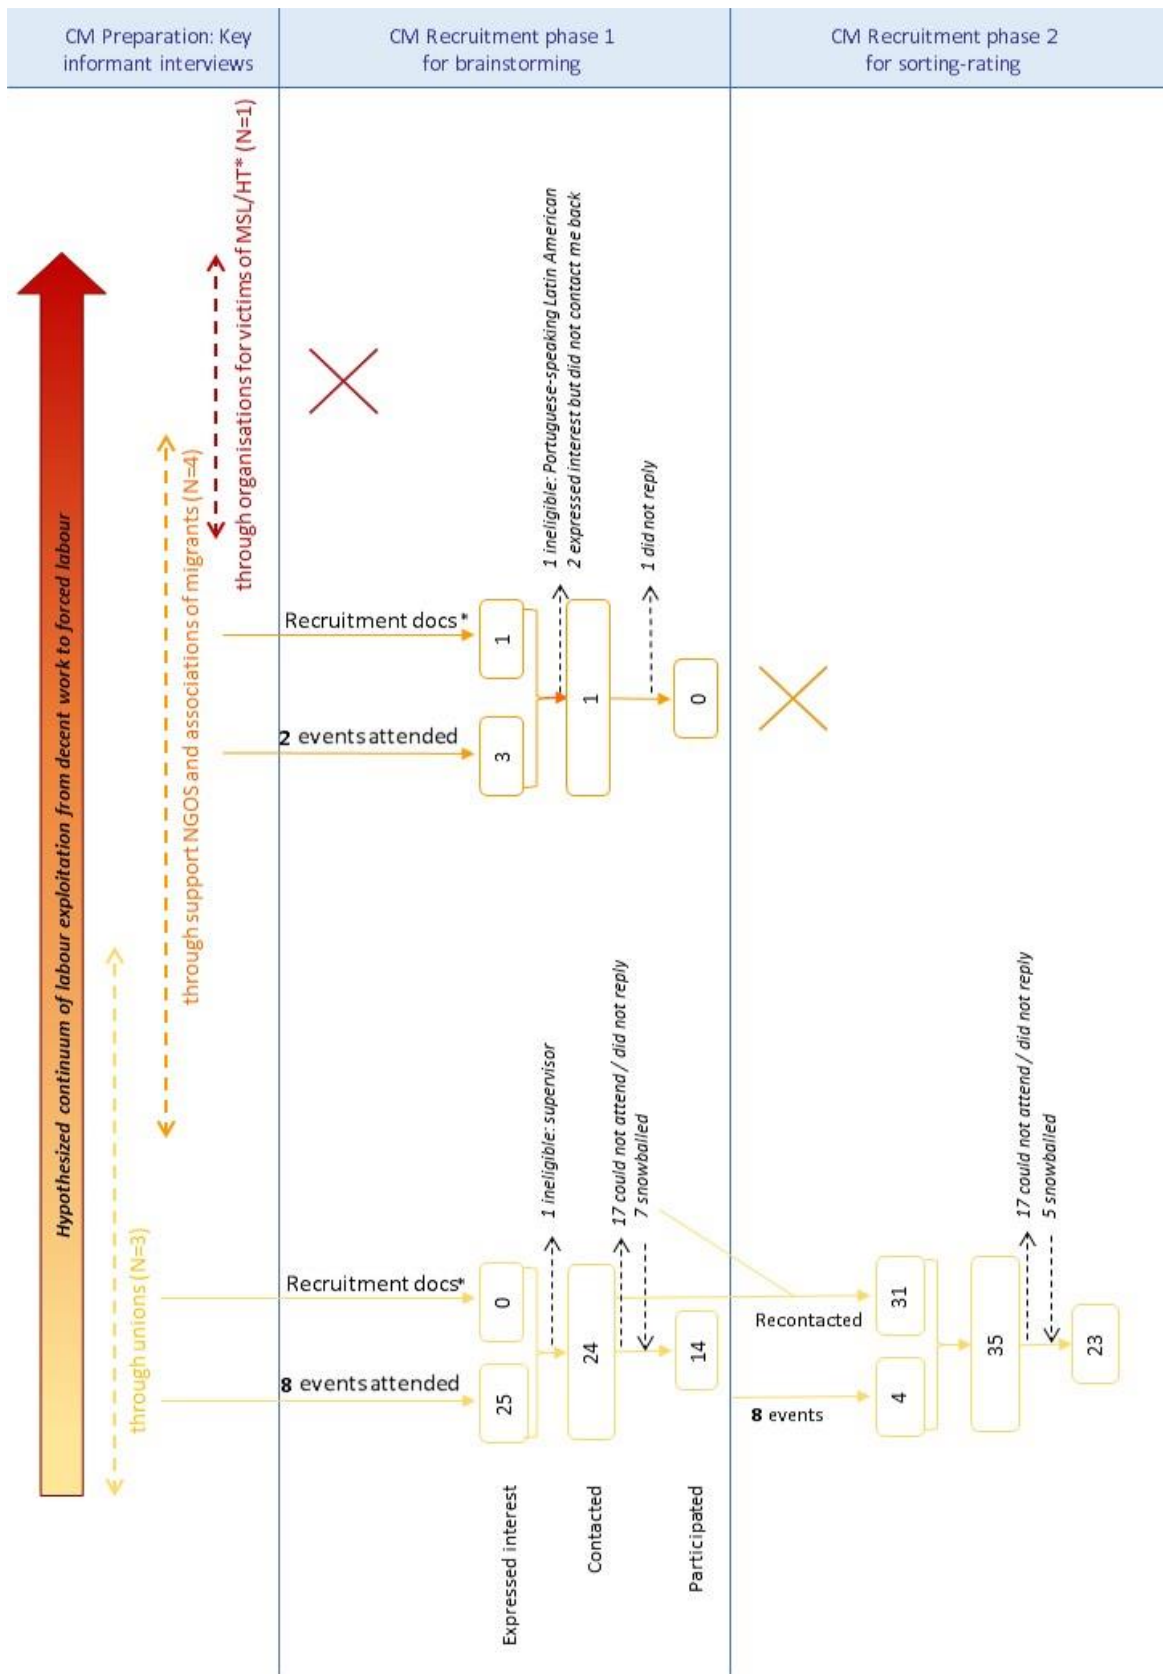 CM Preparation: Key
informant interviews
CM Recruitment phase 1
for brainstorming
CM Recruitment phase 2
for sorting-rating
Hypothesized continuum of labour exploitation from decent work to forced labour
through unions (N=3)
through support NGOS and associations of migrants (N=4)
through organisations for victims of MSL/HT* (N=1)
8 events attended
Recruitment docs*
2 events attended
Recruitment docs*
Expressed interest
25
0
3
1
1 ineligible: supervisor
1 ineligible: Portuguese-speaking Latin American
2 expressed interest but did not contact me back
Contacted
24
1
17 could not attend / did not reply
7 snowballed
1 did not reply
Participated
14
0
8 events
Recontacted
4
31
35
17 could not attend / did not reply
5 snowballed
23